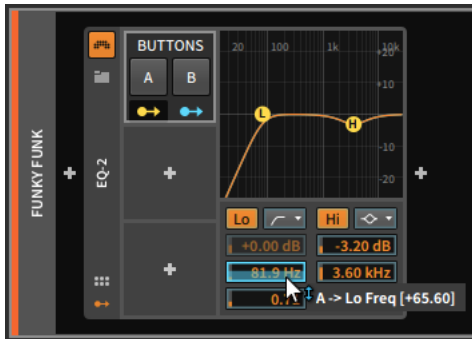 FUNKY FUNK
EQ-2
BUTTONS
A B
20 100 1k 10k
+20
+10
-10
-20
L
H
Lo Hi
+0.00 dB -3.20 dB
81.9 Hz 3.60 kHz
A -> Lo Freq [+65.60]